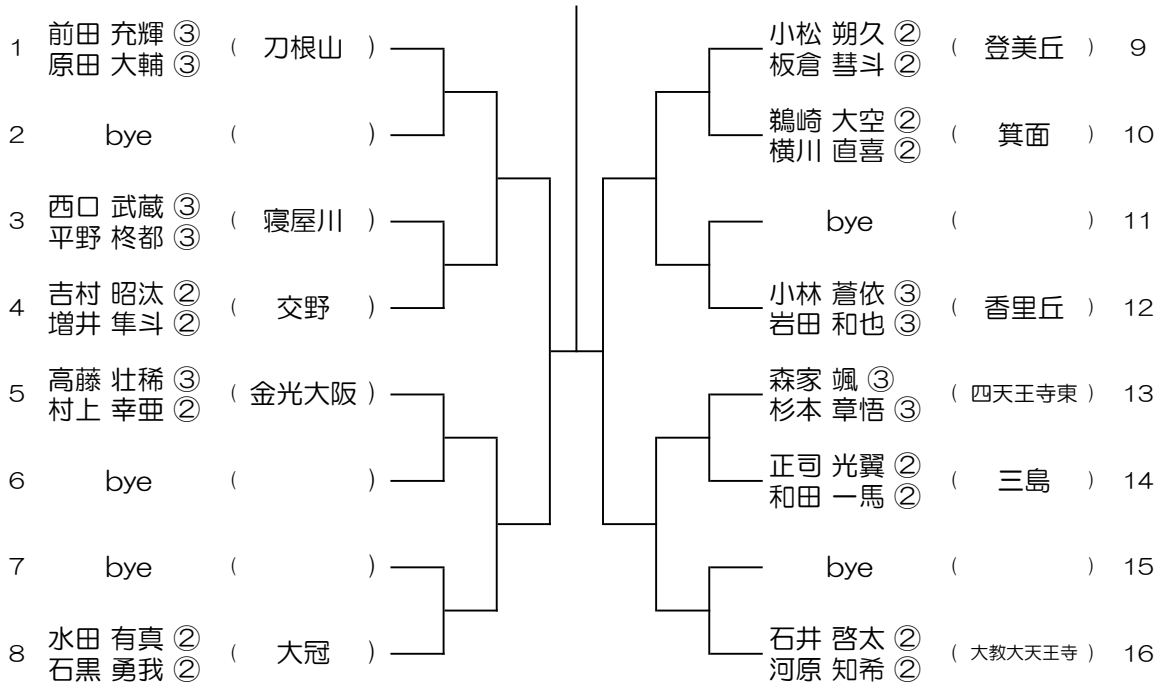 1 前田 充輝 ③ ( 刀根山 )
原田 大輔 ③
2 bye ( )
3 西口 武蔵 ③ ( 寝屋川 )
平野 柊都 ③
4 吉村 昭汰 ② ( 交野 )
増井 隼斗 ②
5 高藤 壮稀 ③ ( 金光大阪 )
村上 幸亜 ②
6 bye ( )
7 bye ( )
8 水田 有真 ② ( 大冠 )
石黒 勇我 ②
小松 朔久 ② ( 登美丘 ) 9
板倉 彗斗 ②
鵜崎 大空 ② ( 箕面 ) 10
横川 直喜 ②
bye ( ) 11
小林 蒼依 ③ ( 香里丘 ) 12
岩田 和也 ③
森家 颯 ③ ( 四天王寺東 ) 13
杉本 章悟 ③
正司 光翼 ② ( 三島 ) 14
和田 一馬 ②
bye ( ) 15
石井 啓太 ② ( 大教大天王寺 ) 16
河原 知希 ②